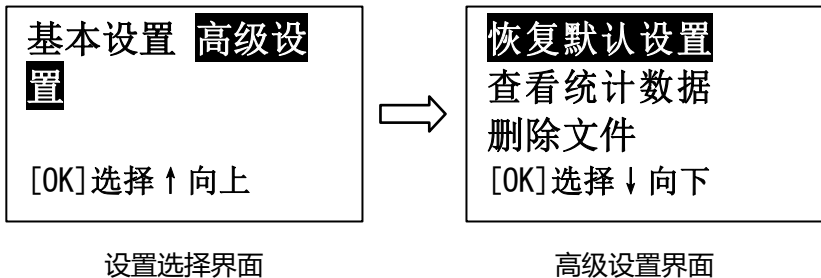 基本设置 高级设
置
[OK]选择↑向上
恢复默认设置
查看统计数据
删除文件
[OK]选择↓向下
设置选择界面
高级设置界面